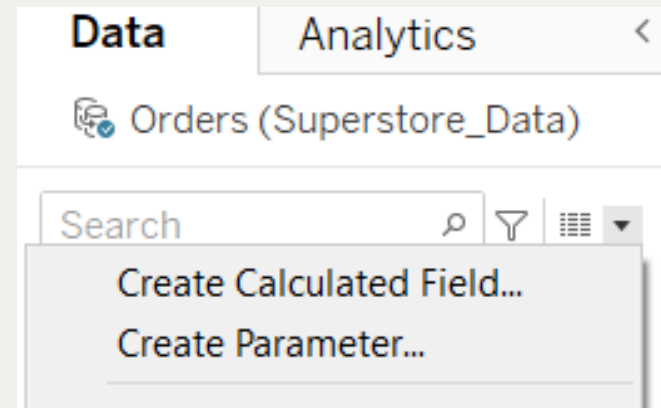 Data Analytics
Orders (Superstore_Data)
Search
Create Calculated Field...
Create Parameter...